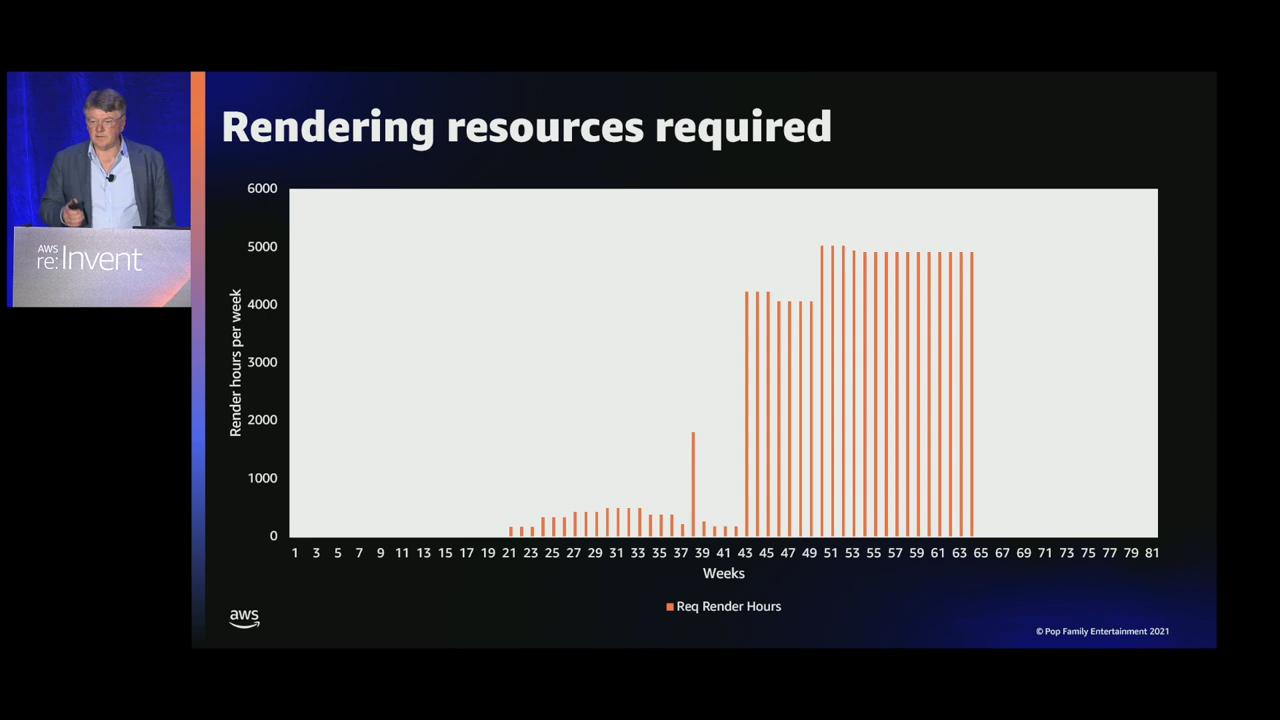 Rendering resources required
AWS
re:Invent
6000
5000
4000
3000
2000
1000
0
Render hours per week
1 3 5 7 9 11 13 15 17 19 21 23 25 27 29 31 33 35 37 39 41 43 45 47 49 51 53 55 57 59 61 63 65 67 69 71 73 75 77 79 81
Weeks
Req Render Hours
aws
© Pop Family Entertainment 2021